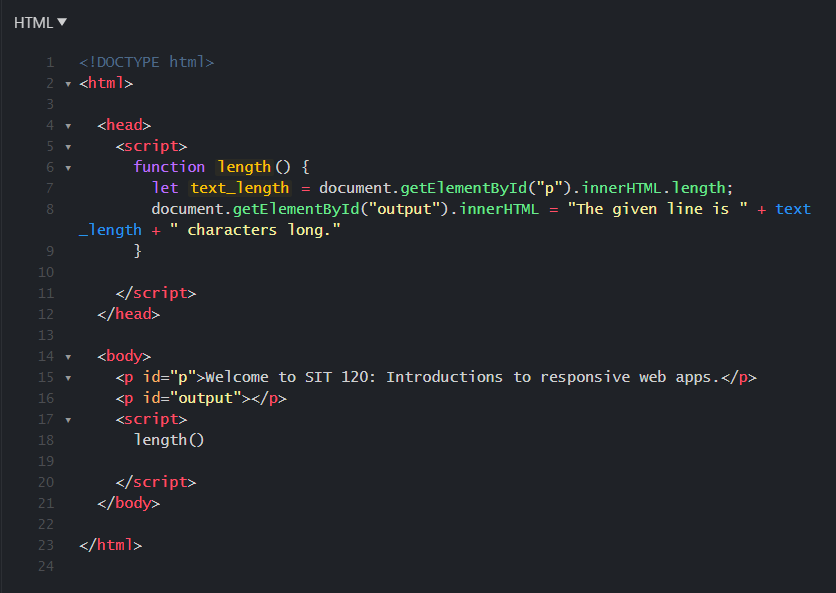 HTML
1 <!DOCTYPE html>
2 <html>
3
4 <head>
5 <script>
6 function length() {
7 let text_length = document.getElementById("p").innerHTML.length;
8 document.getElementById("output").innerHTML = "The given line is " + text
_length + " characters long."
9 }
10
11 </script>
12 </head>
13
14 <body>
15 <p id="p">Welcome to SIT 120: Introductions to responsive web apps.</p>
16 <p id="output"></p>
17 <script>
18 length()
19
20 </script>
21 </body>
22
23 </html>
24